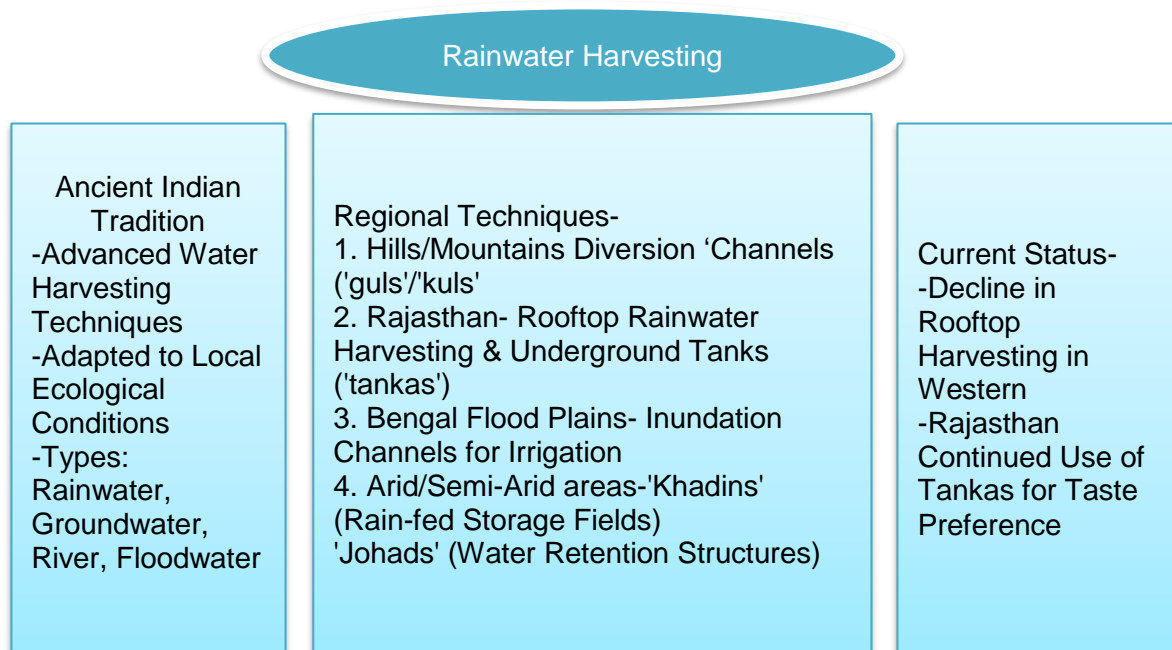 Rainwater Harvesting
Ancient Indian
Tradition
-Advanced Water
Harvesting
Techniques
-Adapted to Local
Ecological
Conditions
-Types:
Rainwater,
Groundwater,
River, Floodwater
Regional Techniques-
1. Hills/Mountains Diversion ‘Channels
('guls'/'kuls'
2. Rajasthan- Rooftop Rainwater
Harvesting & Underground Tanks
('tankas')
3. Bengal Flood Plains- Inundation
Channels for Irrigation
4. Arid/Semi-Arid areas-'Khadins'
(Rain-fed Storage Fields)
'Johads' (Water Retention Structures)
Current Status-
-Decline in
Rooftop
Harvesting in
Western
-Rajasthan
Continued Use of
Tankas for Taste
Preference